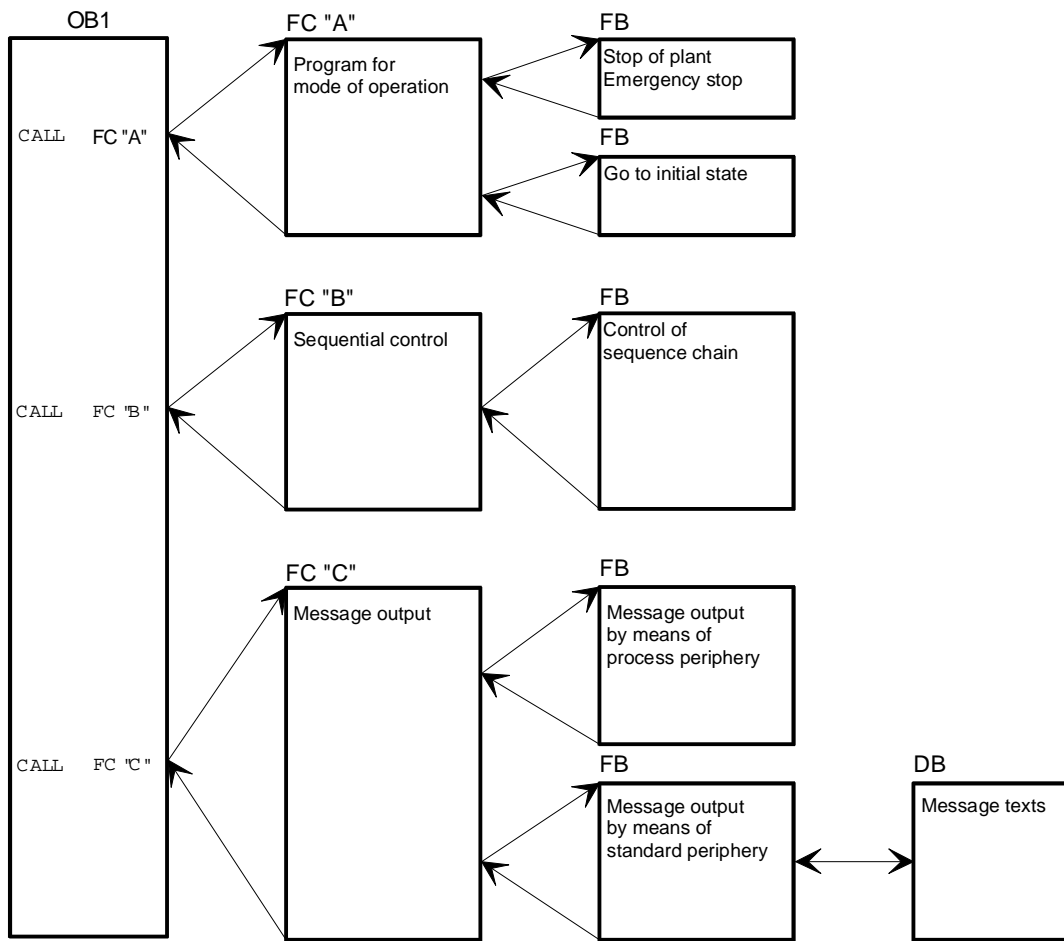 OB1
CALL FC "A"
CALL FC "B"
CALL FC "C"
FC "A"
Program for
mode of operation
FB
Stop of plant
Emergency stop
FB
Go to initial state
FC "B"
Sequential control
FB
Control of
sequence chain
FC "C"
Message output
FB
Message output
by means of
process periphery
FB
Message output
by means of
standard periphery
DB
Message texts